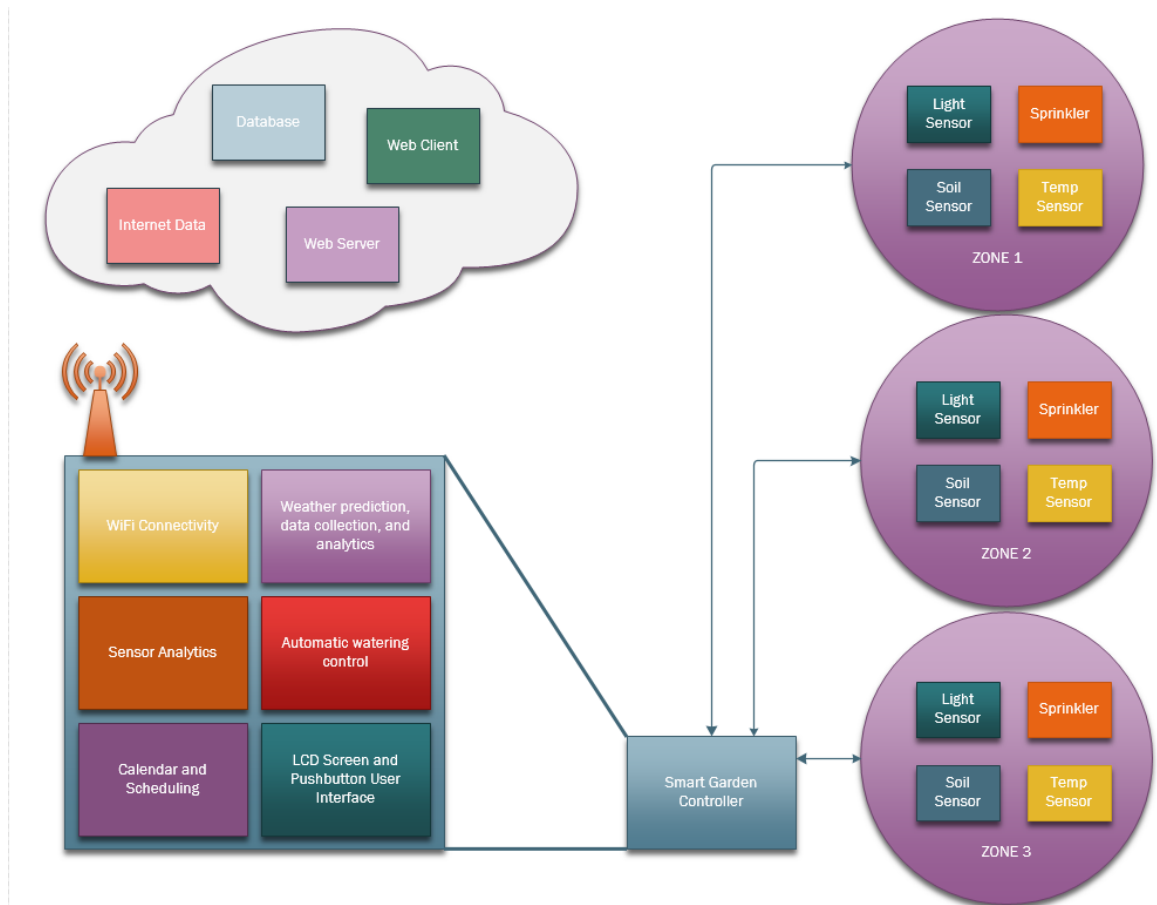 Database
Web Client
Internet Data
Web Server
WiFi Connectivity
Weather prediction,
data collection, and
analytics
Sensor Analytics
Automatic watering
control
Calendar and
Scheduling
LCD Screen and
Pushbutton User
Interface
Smart Garden
Controller
Light
Sensor
Sprinkler
Soil
Sensor
Temp
Sensor
ZONE 1
Light
Sensor
Sprinkler
Soil
Sensor
Temp
Sensor
ZONE 2
Light
Sensor
Sprinkler
Soil
Sensor
Temp
Sensor
ZONE 3